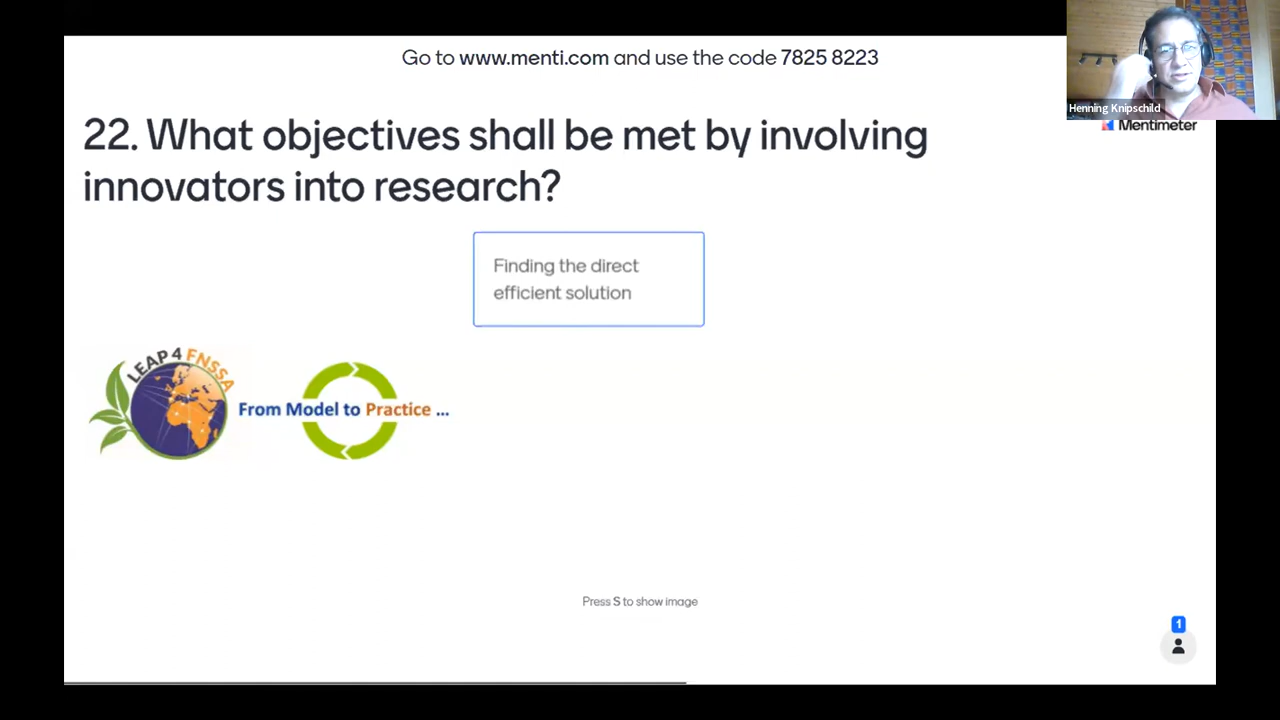 Go to www.menti.com and use the code 7825 8223
Henning Knipschild
Mentimeter
22. What objectives shall be met by involving
innovators into research?
Finding the direct
efficient solution
LEAP4 FNSSA
From Model to Practice ...
Press S to show image
1